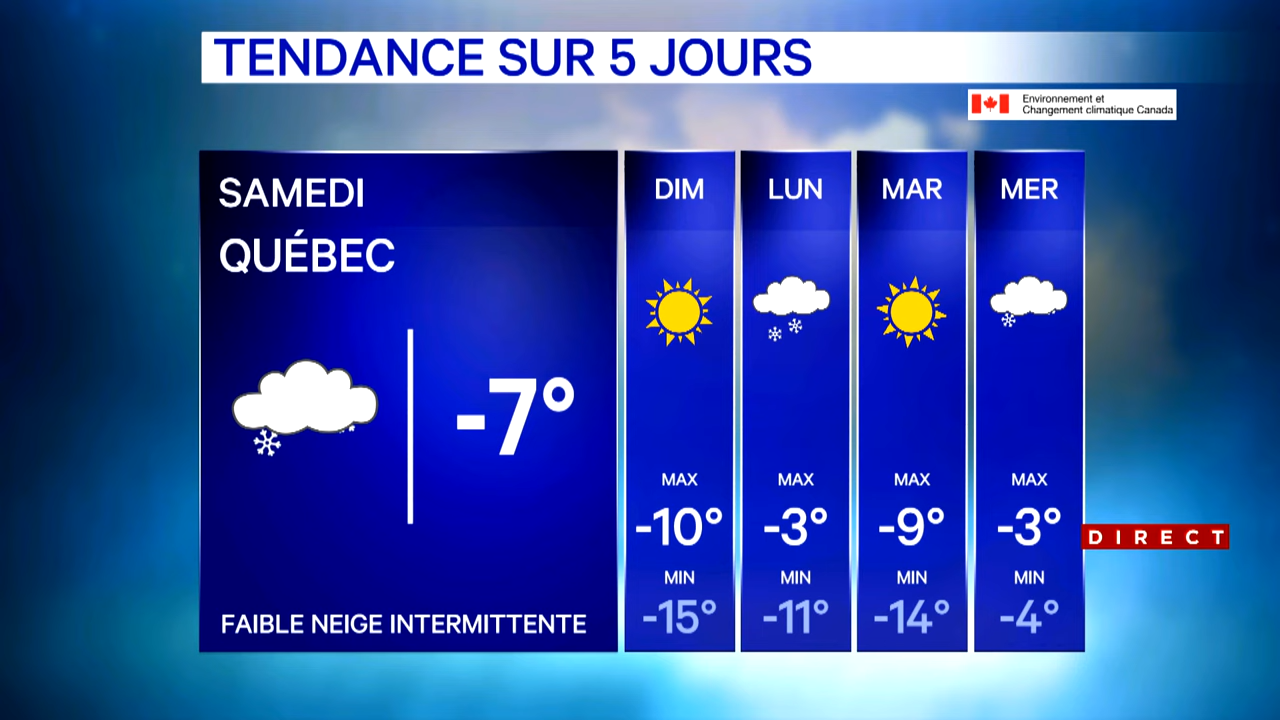 TENDANCE SUR 5 JOURS
Environnement et
Changement climatique Canada
SAMEDI
QUÉBEC
-7°
FAIBLE NEIGE INTERMITTENTE
DIM
MAX
-10°
MIN
-15°
LUN
MAX
-3°
MIN
-11°
MAR
MAX
-9°
MIN
-14°
MER
MAX
-3°
MIN
-4°
DIRECT